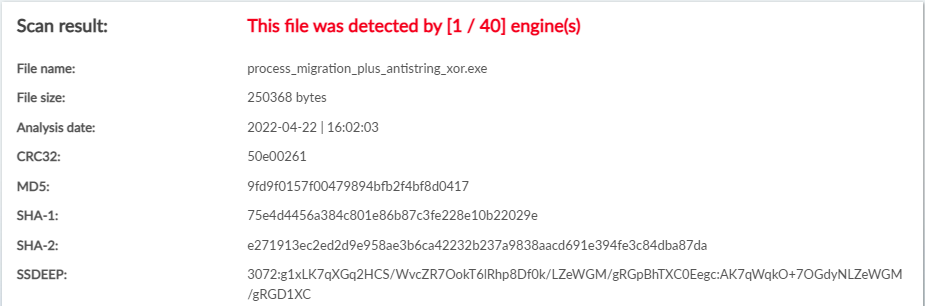 Scan result: This file was detected by [1 / 40] engine(s)
File name: process_migration_plus_antistring_xor.exe
File size: 250368 bytes
Analysis date: 2022-04-22 | 16:02:03
CRC32: 50e00261
MD5: 9fd9f0157f00479894bfb2f4bf8d0417
SHA-1: 75e4d4456a384c801e86b87c3fe228e10b22029e
SHA-2: e271913ec2ed2d9e958ae3b6ca42232b237a9838aacd691e394fe3c84dba87da
SSDEEP: 3072:g1xLK7qXGq2HCS/WvcZR7OokT6lRhp8Df0k/LZeWGM/gRGpBhTXC0Eegc:AK7qWqkO+7OGdyNLZeWGM
/gRGD1XC